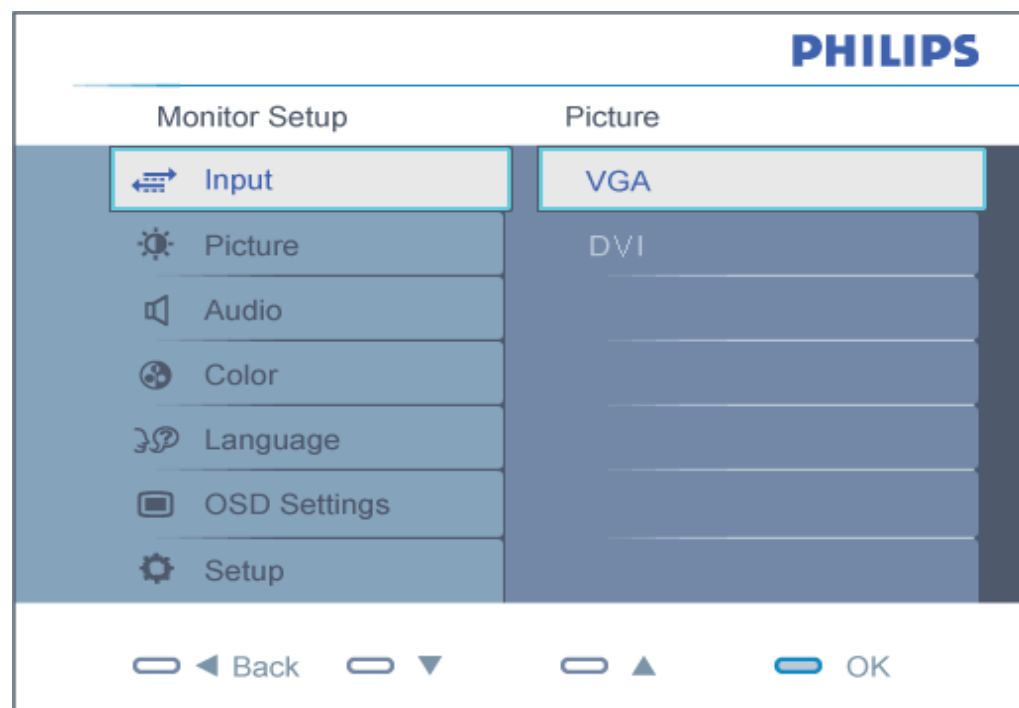 PHILIPS
Monitor Setup Picture
Input VGA
Picture DVI
Audio
Color
Language
OSD Settings
Setup
Back OK